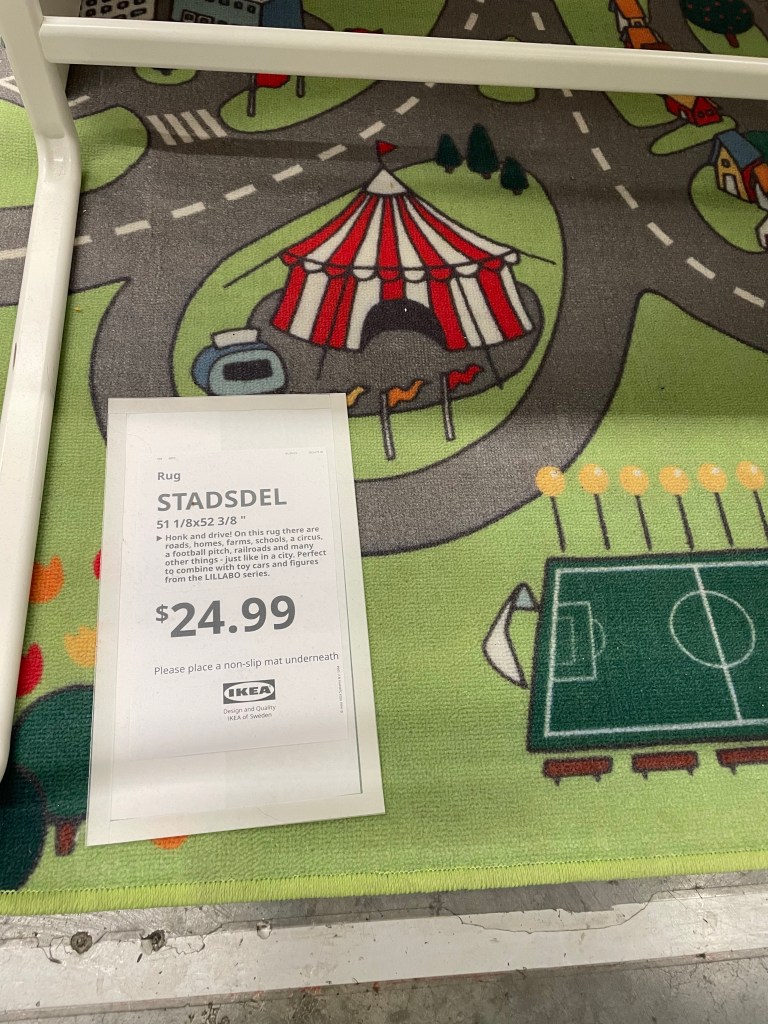 Rug
STADSDEL
51 1/8x52 3/8 "
▶ Honk and drive! On this rug there are
roads, homes, farms, schools, a circus,
a football pitch, railroads and many
other things - just like in a city. Perfect
to combine with toy cars and figures
from the LILLABO series.
$24.99
Please place a non-slip mat underneath
IKEA
Design and Quality
IKEA of Sweden